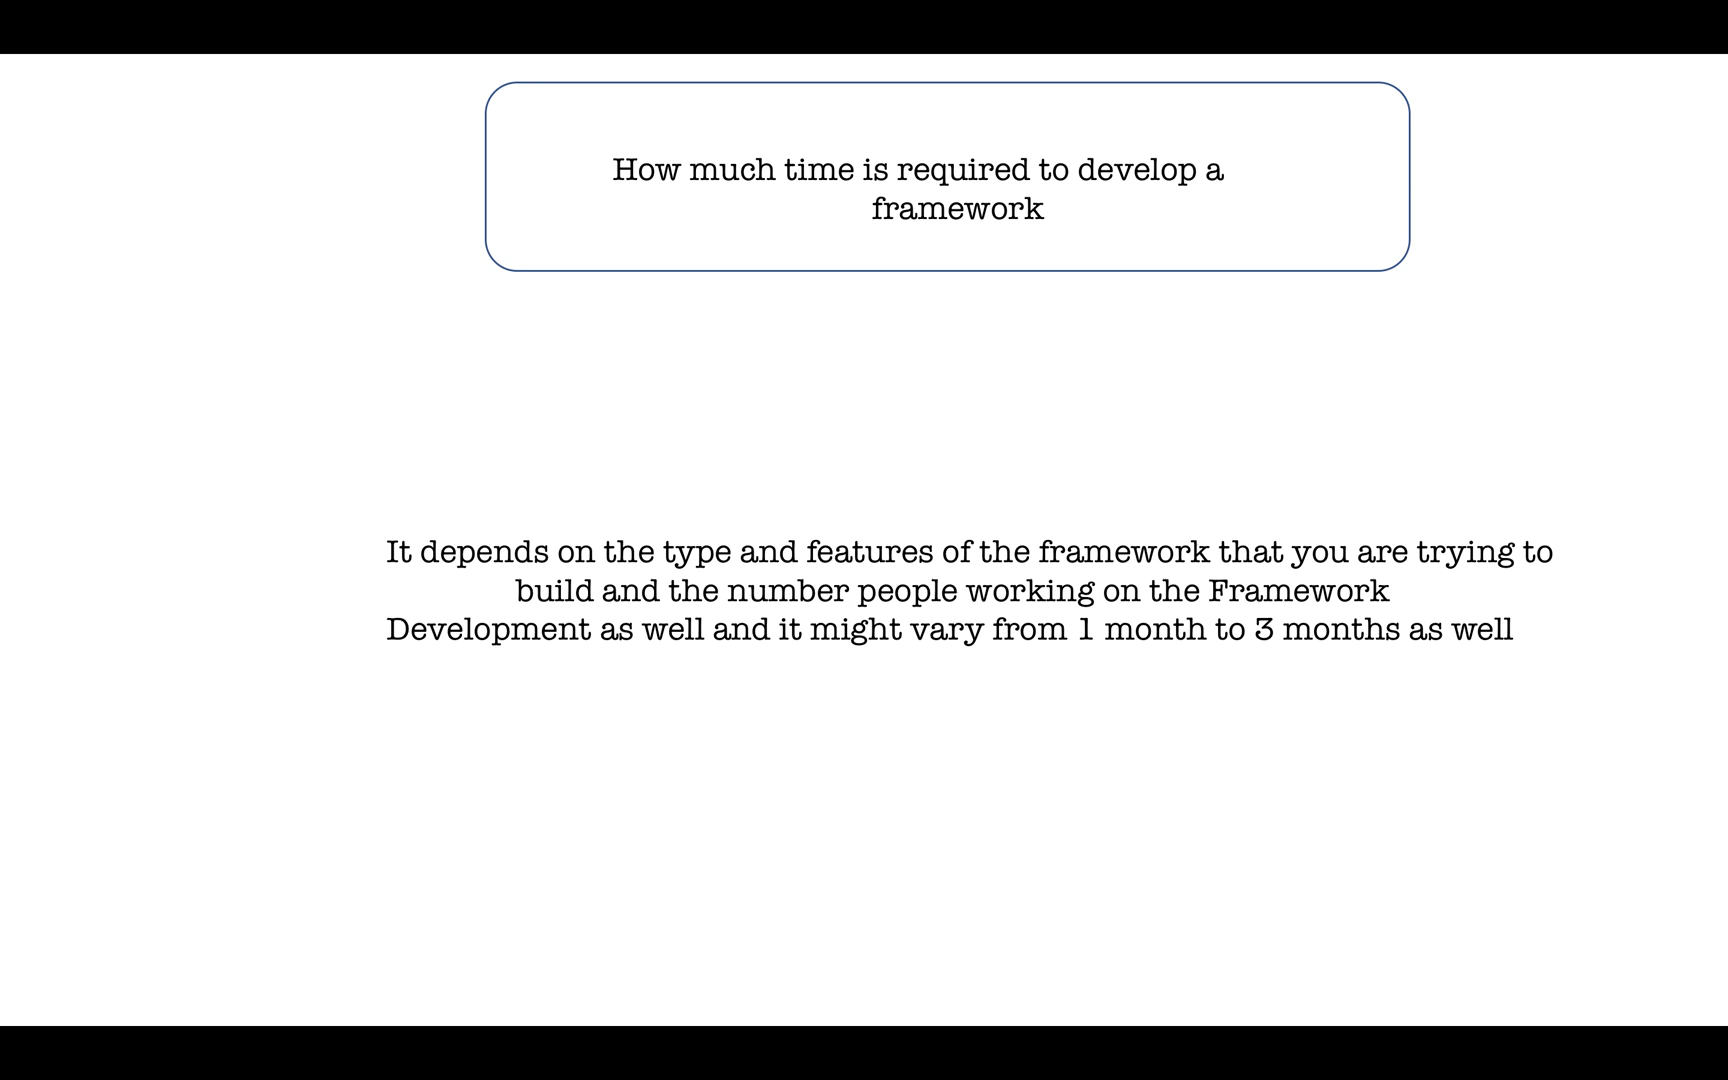 How much time is required to develop a
framework
It depends on the type and features of the framework that you are trying to
build and the number people working on the Framework
Development as well and it might vary from 1 month to 3 months as well